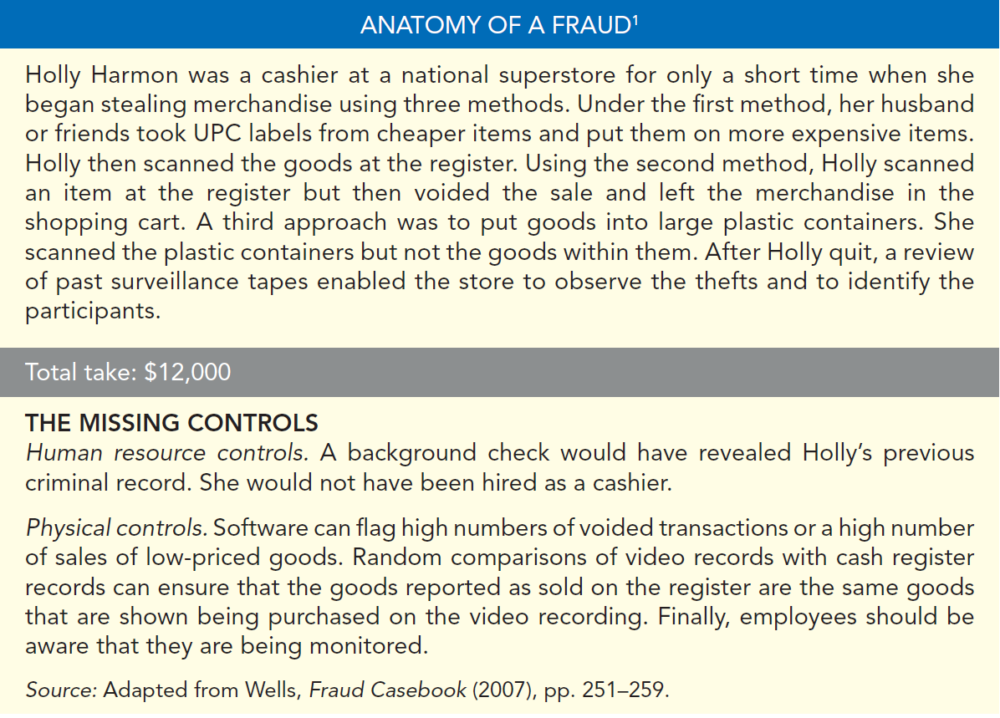 ANATOMY OF A FRAUD¹
Holly Harmon was a cashier at a national superstore for only a short time when she
began stealing merchandise using three methods. Under the first method, her husband
or friends took UPC labels from cheaper items and put them on more expensive items.
Holly then scanned the goods at the register. Using the second method, Holly scanned
an item at the register but then voided the sale and left the merchandise in the
shopping cart. A third approach was to put goods into large plastic containers. She
scanned the plastic containers but not the goods within them. After Holly quit, a review
of past surveillance tapes enabled the store to observe the thefts and to identify the
participants.
Total take: $12,000
THE MISSING CONTROLS
Human resource controls. A background check would have revealed Holly’s previous
criminal record. She would not have been hired as a cashier.
Physical controls. Software can flag high numbers of voided transactions or a high number
of sales of low-priced goods. Random comparisons of video records with cash register
records can ensure that the goods reported as sold on the register are the same goods
that are shown being purchased on the video recording. Finally, employees should be
aware that they are being monitored.
Source: Adapted from Wells, Fraud Casebook (2007), pp. 251–259.